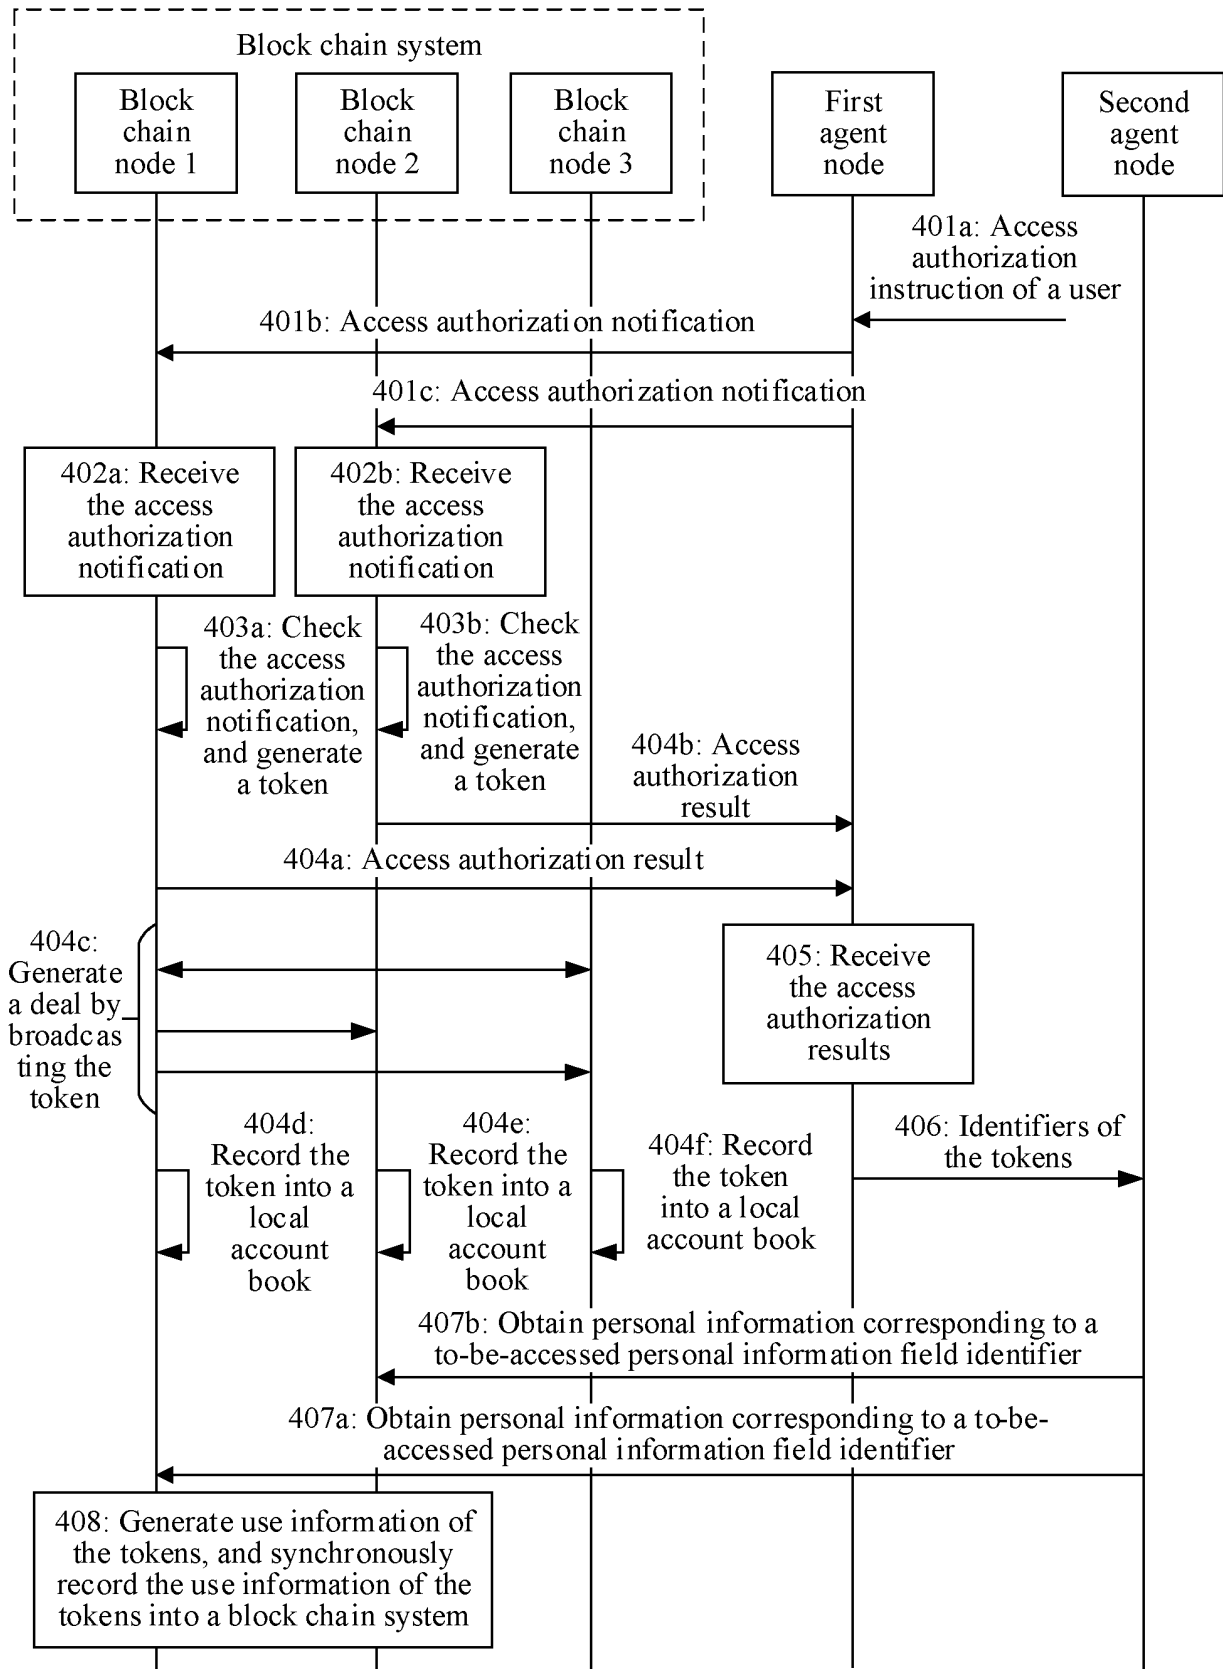 Block chain system
Block
chain
node 1
Block
chain
node 2
Block
chain
node 3
First
agent
node
Second
agent
node
401a: Access
authorization
instruction of a user
401b: Access authorization notification
401c: Access authorization notification
402a: Receive
the access
authorization
notification
402b: Receive
the access
authorization
notification
403a: Check
the access
authorization
notification,
and generate
a token
403b: Check
the access
authorization
notification,
and generate
a token
404b: Access
authorization
result
404a: Access authorization result
404c:
Generate
a deal by
broadcas
ting the
token
405: Receive
the access
authorization
results
404d:
Record the
token into a
local
account
book
404e:
Record the
token into a
local
account
book
404f: Record
the token
into a local
account book
406: Identifiers of
the tokens
407b: Obtain personal information corresponding to a
to-be-accessed personal information field identifier
407a: Obtain personal information corresponding to a to-be-
accessed personal information field identifier
408: Generate use information of
the tokens, and synchronously
record the use information of the
tokens into a block chain system